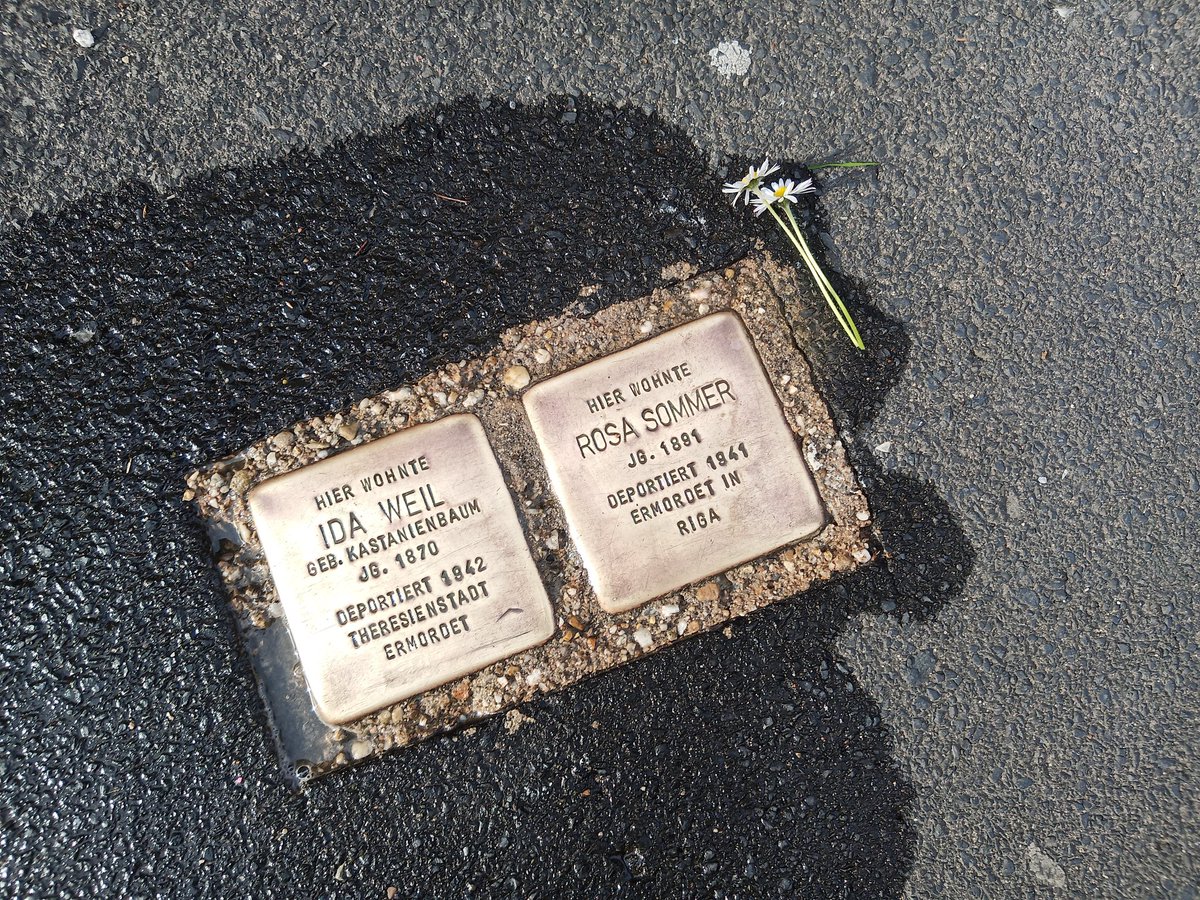 HIER WOHNTE
IDA WEIL
GEB. KASTANIENBAUM
JG. 1870
DEPORTIERT 1942
THERESIENSTADT
ERMORDET
HIER WOHNTE
ROSA SOMMER
JG. 1891
DEPORTIERT 1941
ERMORDET IN
RIGA